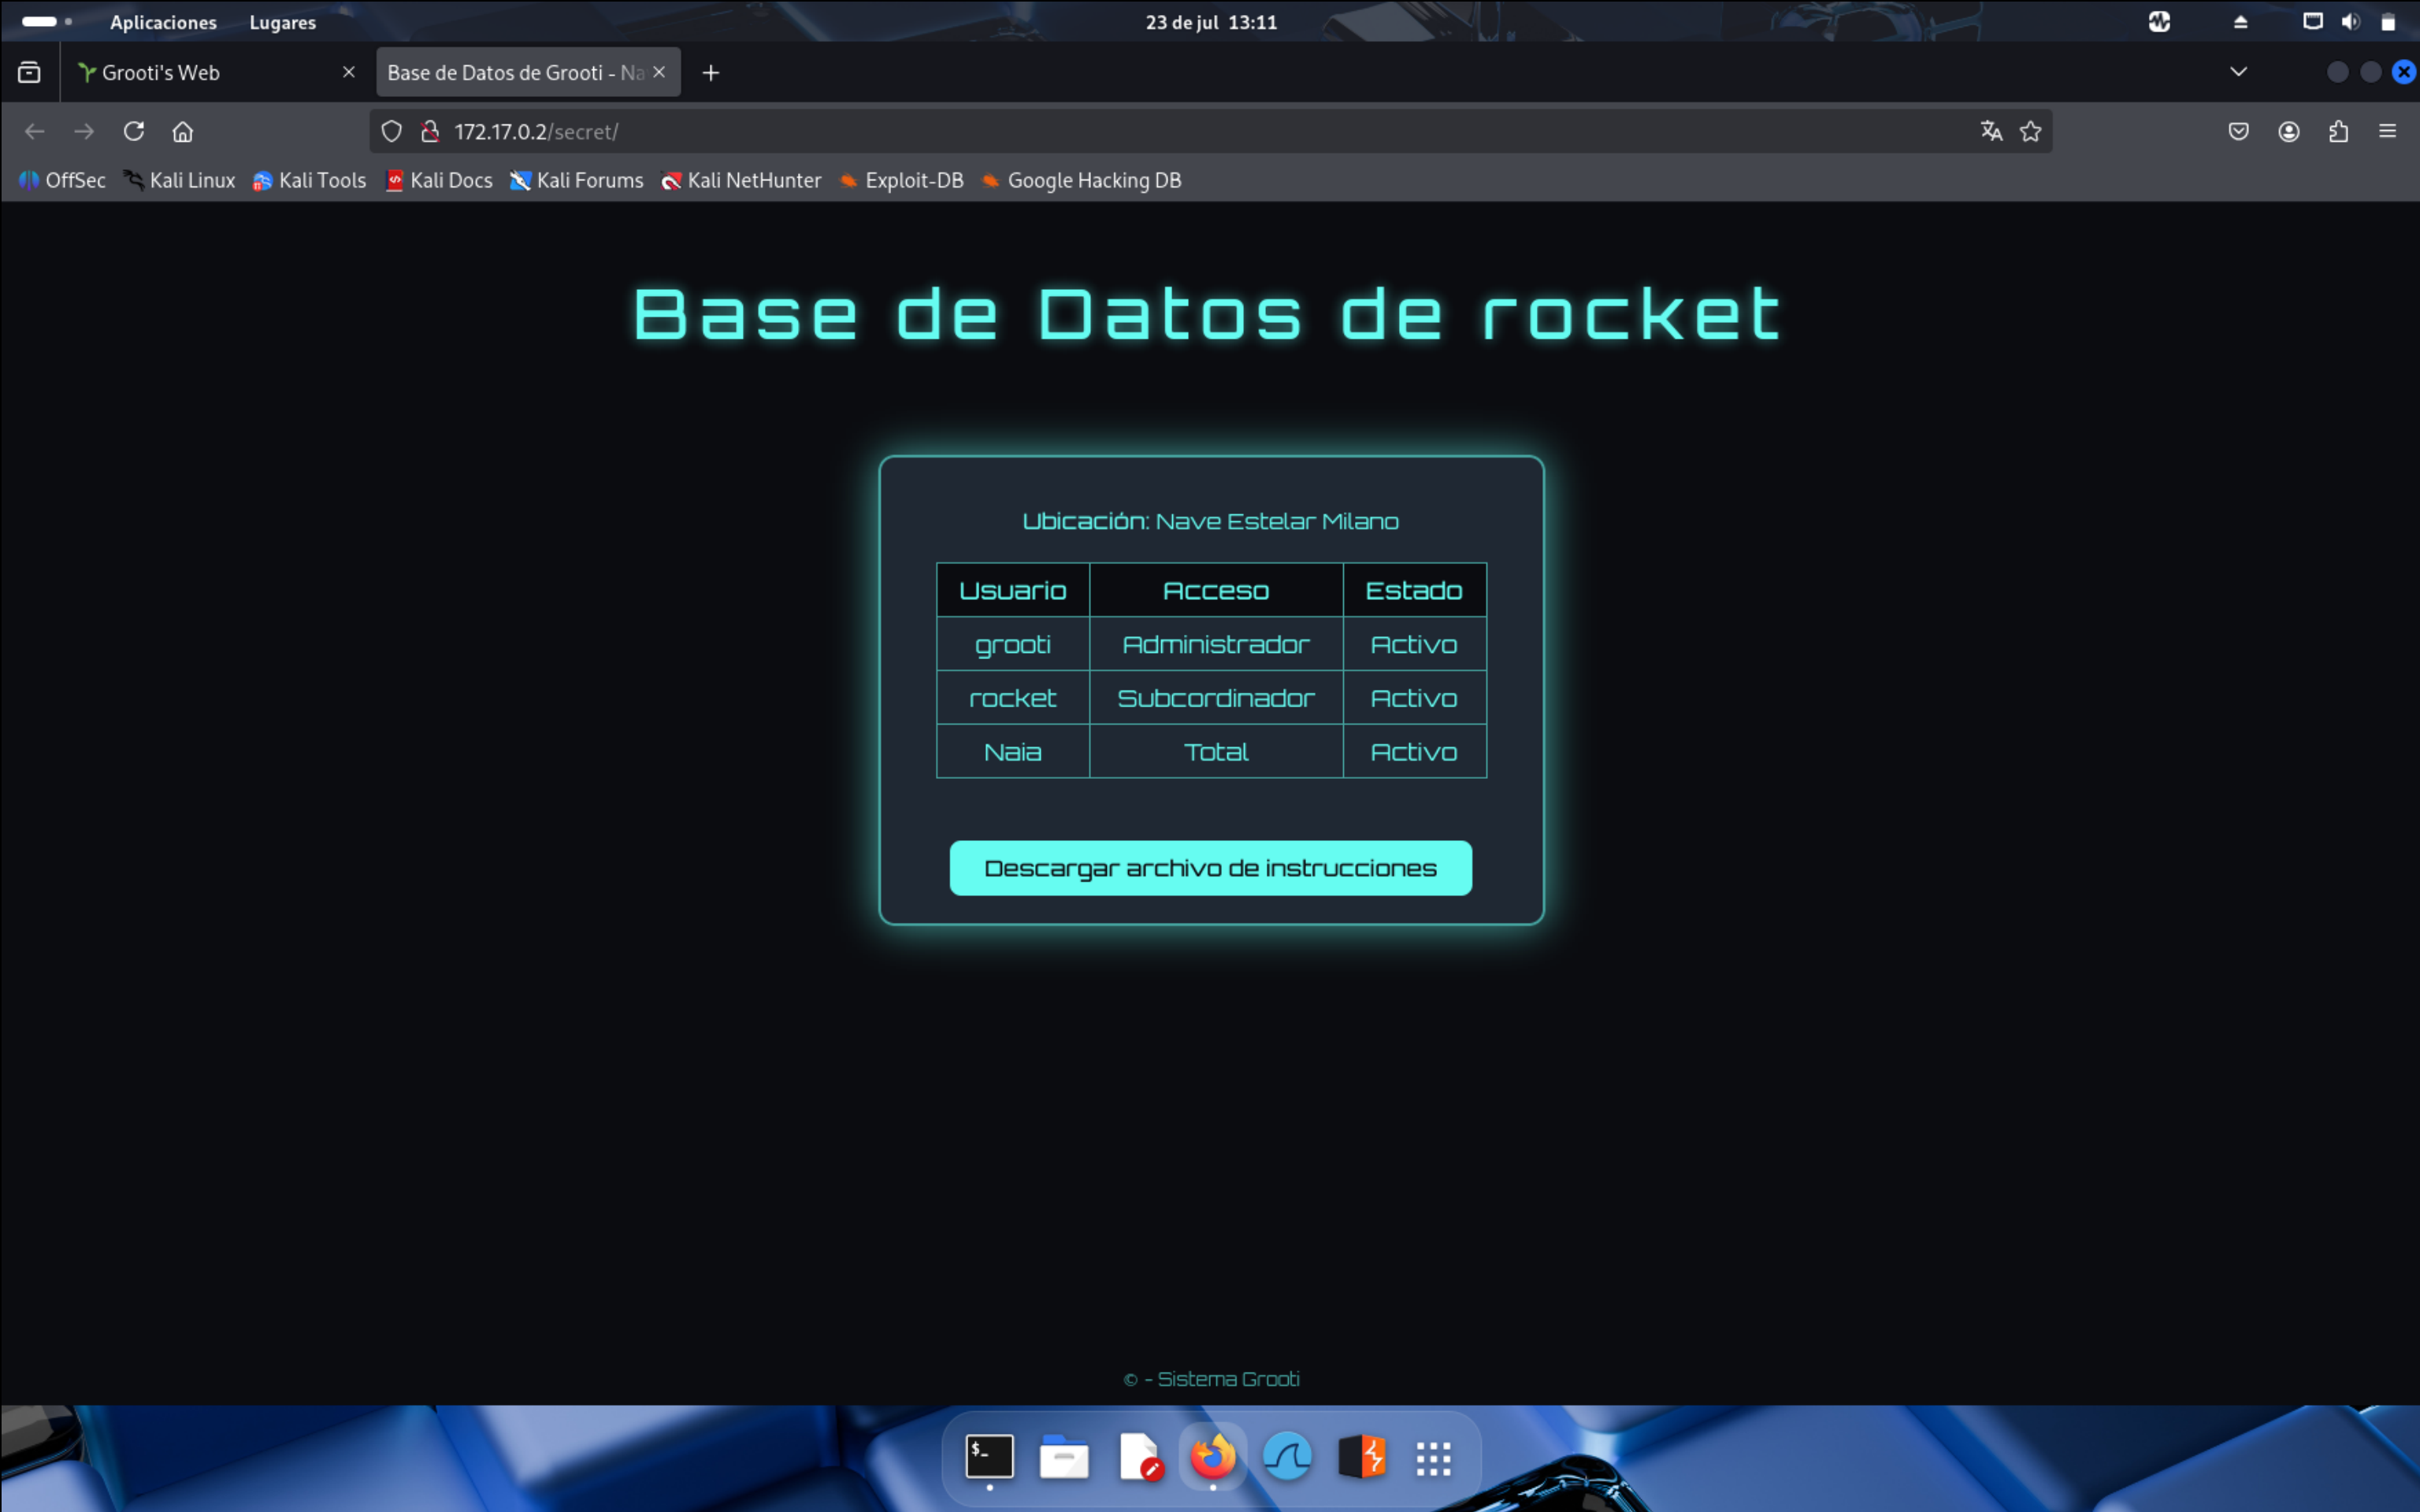 Aplicaciones Lugares 23 de jul 13:11
Grooti's Web Base de Datos de Grooti - Na
172.17.0.2/secret/
OffSec Kali Linux Kali Tools Kali Docs Kali Forums Kali NetHunter Exploit-DB Google Hacking DB
Base de Datos de rocket
Ubicación: Nave Estelar Milano
Usuario Acceso Estado
grooti Administrador Activo
rocket Subcordinador Activo
Naia Total Activo
Descargar archivo de instrucciones
© - Sistema Grooti
$_